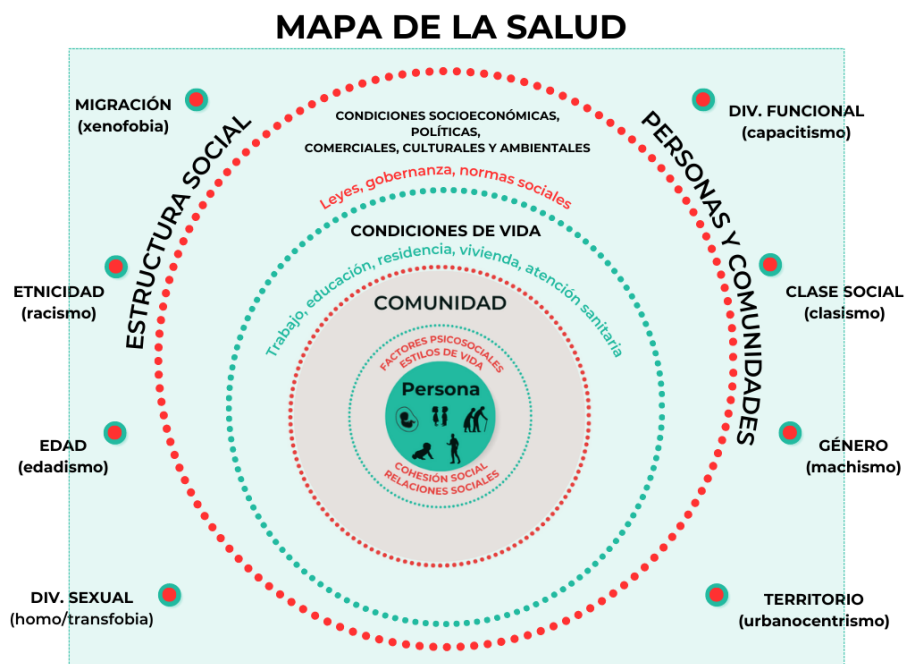 MAPA DE LA SALUD
MIGRACIÓN
(xenofobia)
ETNICIDAD
(racismo)
EDAD
(edadismo)
DIV. SEXUAL
(homo/transfobia)
ESTRUCTURA SOCIAL
CONDICIONES SOCIOECONÓMICAS,
POLÍTICAS,
COMERCIALES, CULTURALES Y AMBIENTALES
Leyes, gobernanza, normas sociales
CONDICIONES DE VIDA
Trabajo, educación, residencia, vivienda, atención sanitaria
COMUNIDAD
FACTORES PSICOSOCIALES
ESTILOS DE VIDA
Persona
COHESIÓN SOCIAL
RELACIONES SOCIALES
PERSONAS Y COMUNIDADES
DIV. FUNCIONAL
(capacitismo)
CLASE SOCIAL
(clasismo)
GÉNERO
(machismo)
TERRITORIO
(urbanocentrismo)